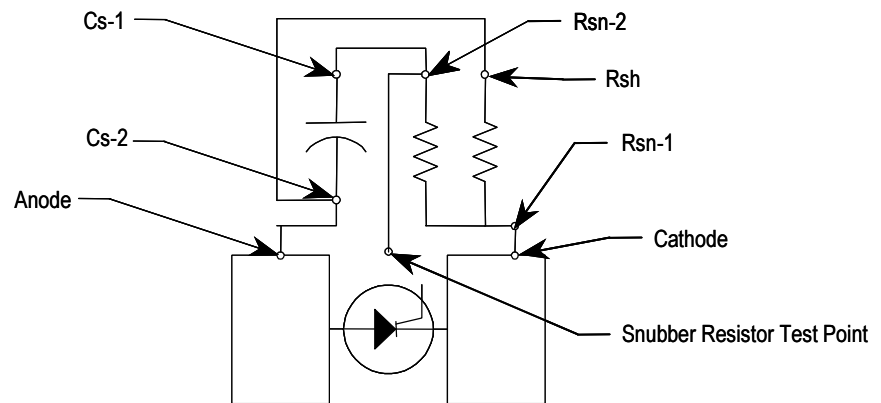 Cs-1
Rsn-2
Rsh
Cs-2
Rsn-1
Anode
Cathode
Snubber Resistor Test Point